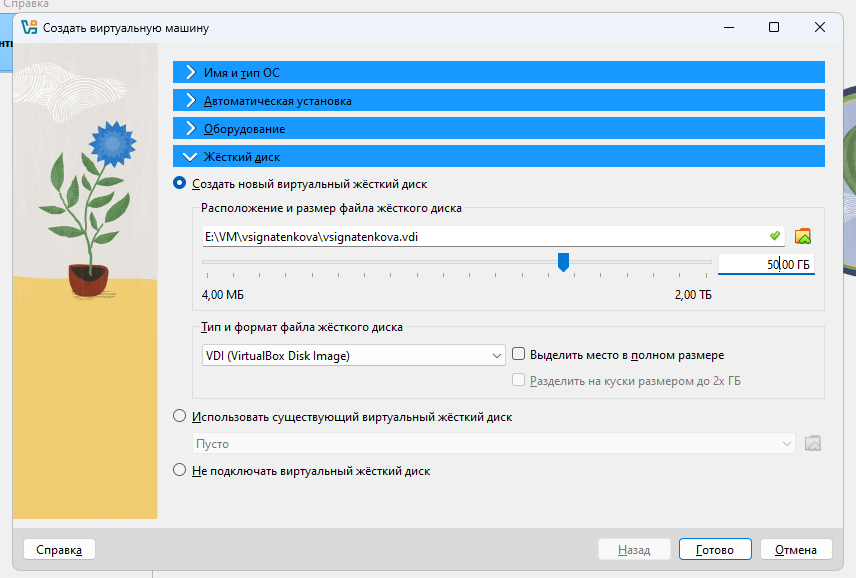 Справка
Создать виртуальную машину
Имя и тип ОС
Автоматическая установка
Оборудование
Жёсткий диск
Создать новый виртуальный жёсткий диск
Расположение и размер файла жёсткого диска
E:\VM\vsignatenkova\vsignatenkova.vdi
50,00 ГБ
4,00 МБ 2,00 ТБ
Тип и формат файла жёсткого диска
VDI (VirtualBox Disk Image) Выделить место в полном размере
Разделить на куски размером до 2х ГБ
Использовать существующий виртуальный жёсткий диск
Пусто
Не подключать виртуальный жёсткий диск
Справка Назад Готово Отмена